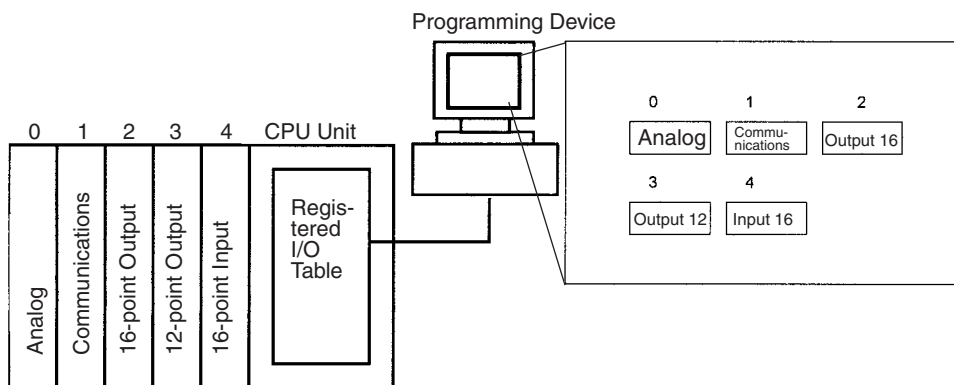 Programming Device
0 1 2 3 4 CPU Unit
Analog
Communications
16-point Output
12-point Output
16-point Input
Regis-
tered
I/O
Table
0 1 2
Analog
Commu-
nications
Output 16
3 4
Output 12
Input 16